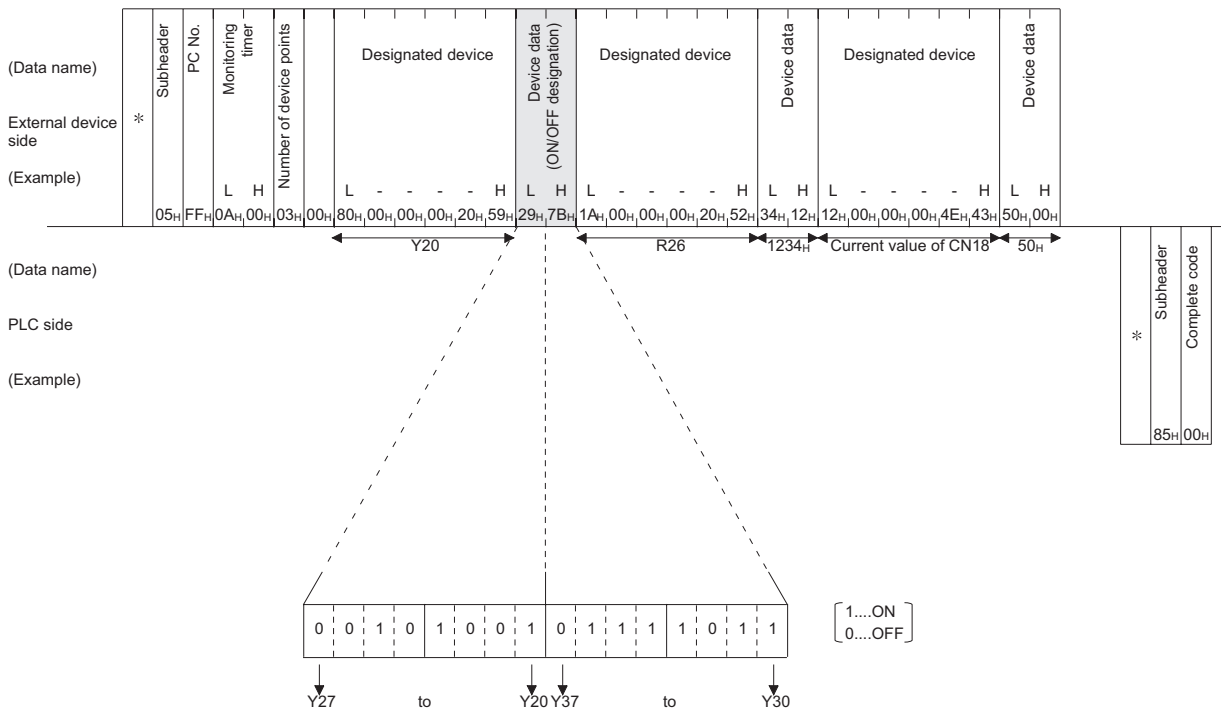 (Data name)
External device
side
(Example)
*
Subheader
PC No.
Monitoring
timer
Number of device points
Designated device
Device data
(ON/OFF designation)
Designated device
Device data
Designated device
Device data
L H L - - - - H L H L - - - - H L H L - - - - H L H
05H FFH 0AH 00H 03H 00H 80H 00H 00H 00H 20H 59H 29H 7BH 1AH 00H 00H 00H 20H 52H 34H 12H 12H 00H 00H 00H 4EH 43H 50H 00H
Y20 R26 1234H Current value of CN18 50H
(Data name)
PLC side
(Example)
*
Subheader
Complete code
85H 00H
0 0 1 0 1 0 0 1 0 1 1 1 1 0 1 1
1....ON
0....OFF
Y27 to Y20 Y37 to Y30